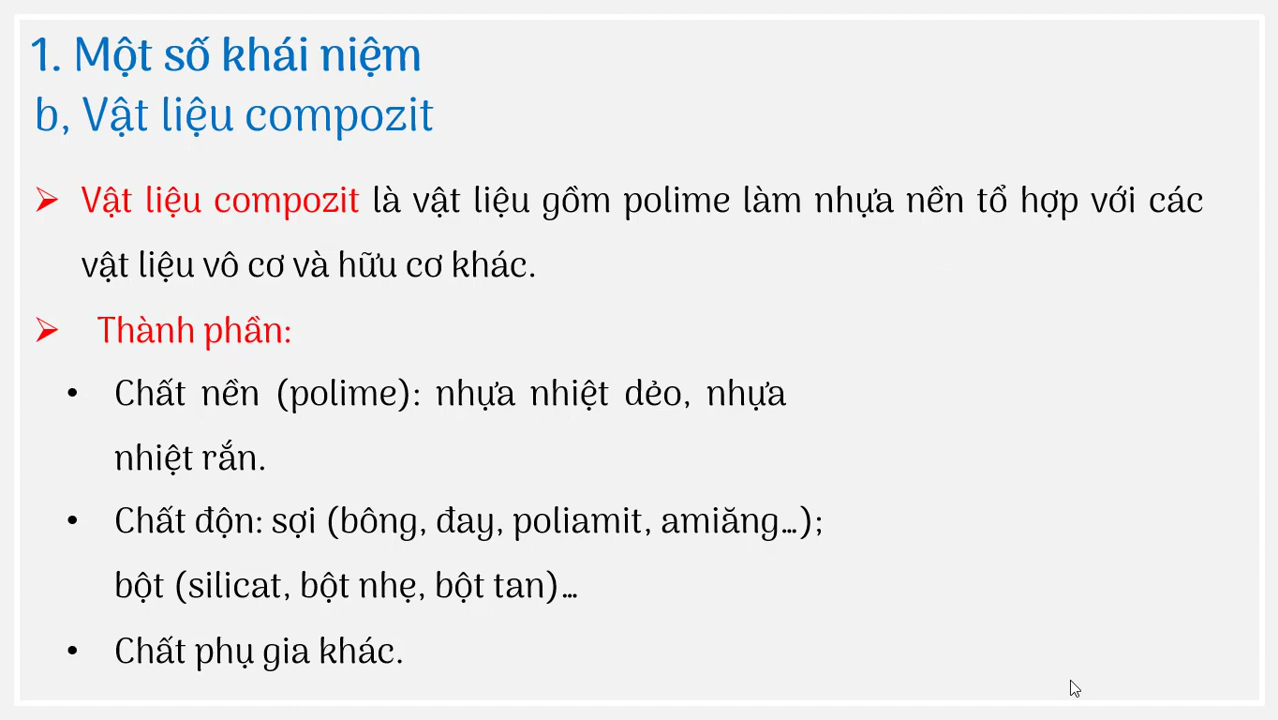 1. Một số khái niệm
b, Vật liệu compozit
➢ Vật liệu compozit là vật liệu gồm polime làm nhựa nền tổ hợp với các
vật liệu vô cơ và hữu cơ khác.
➢ Thành phần:
• Chất nền (polime): nhựa nhiệt dẻo, nhựa
nhiệt rắn.
• Chất độn: sợi (bông, đay, poliamit, amiăng…);
bột (silicat, bột nhẹ, bột tan)…
• Chất phụ gia khác.